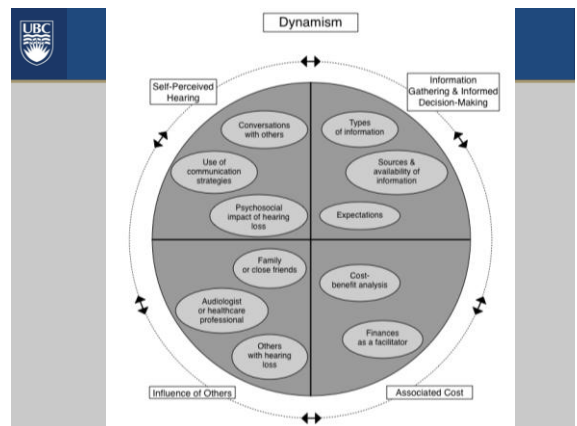 UBC
Dynamism
Self-Perceived
Hearing
Information
Gathering & Informed
Decision-Making
Conversations
with others
Types
of information
Use of
communication
strategies
Sources &
availability of
information
Psychosocial
impact of hearing
loss
Expectations
Family
or close friends
Cost-
benefit analysis
Audiologist
or healthcare
professional
Finances
as a facilitator
Others
with hearing
loss
Influence of Others
Associated Cost